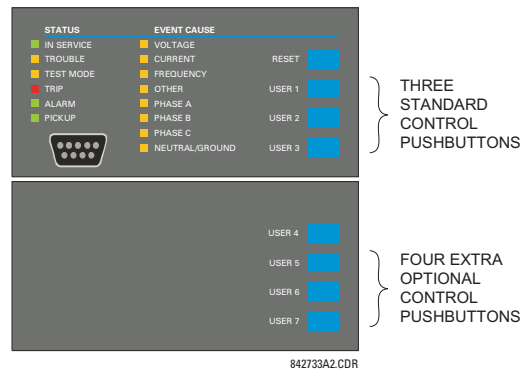 STATUS
IN SERVICE
TROUBLE
TEST MODE
TRIP
ALARM
PICKUP
EVENT CAUSE
VOLTAGE
CURRENT
FREQUENCY
OTHER
PHASE A
PHASE B
PHASE C
NEUTRAL/GROUND
RESET
USER 1
USER 2
USER 3
THREE
STANDARD
CONTROL
PUSHBUTTONS
USER 4
USER 5
USER 6
USER 7
FOUR EXTRA
OPTIONAL
CONTROL
PUSHBUTTONS
842733A2.CDR